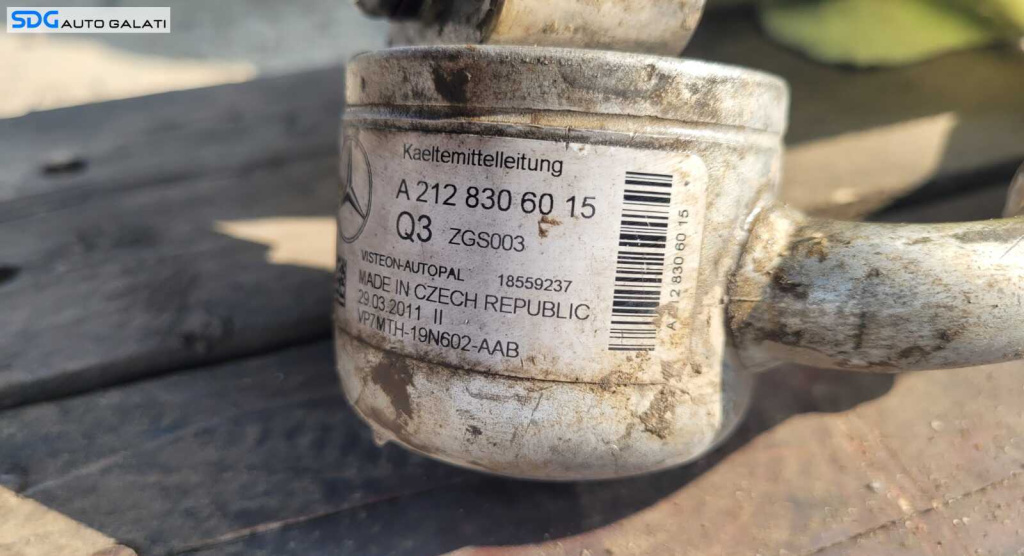 SDG AUTO GALATI
Kaeltemittelleitung
A 212 830 60 15
Q3 ZGS003
VISTEON-AUTOPAL 18559237
MADE IN CZECH REPUBLIC
29.03.2011 II
VP7MTH-19N602-AAB
A 212 830 60 15